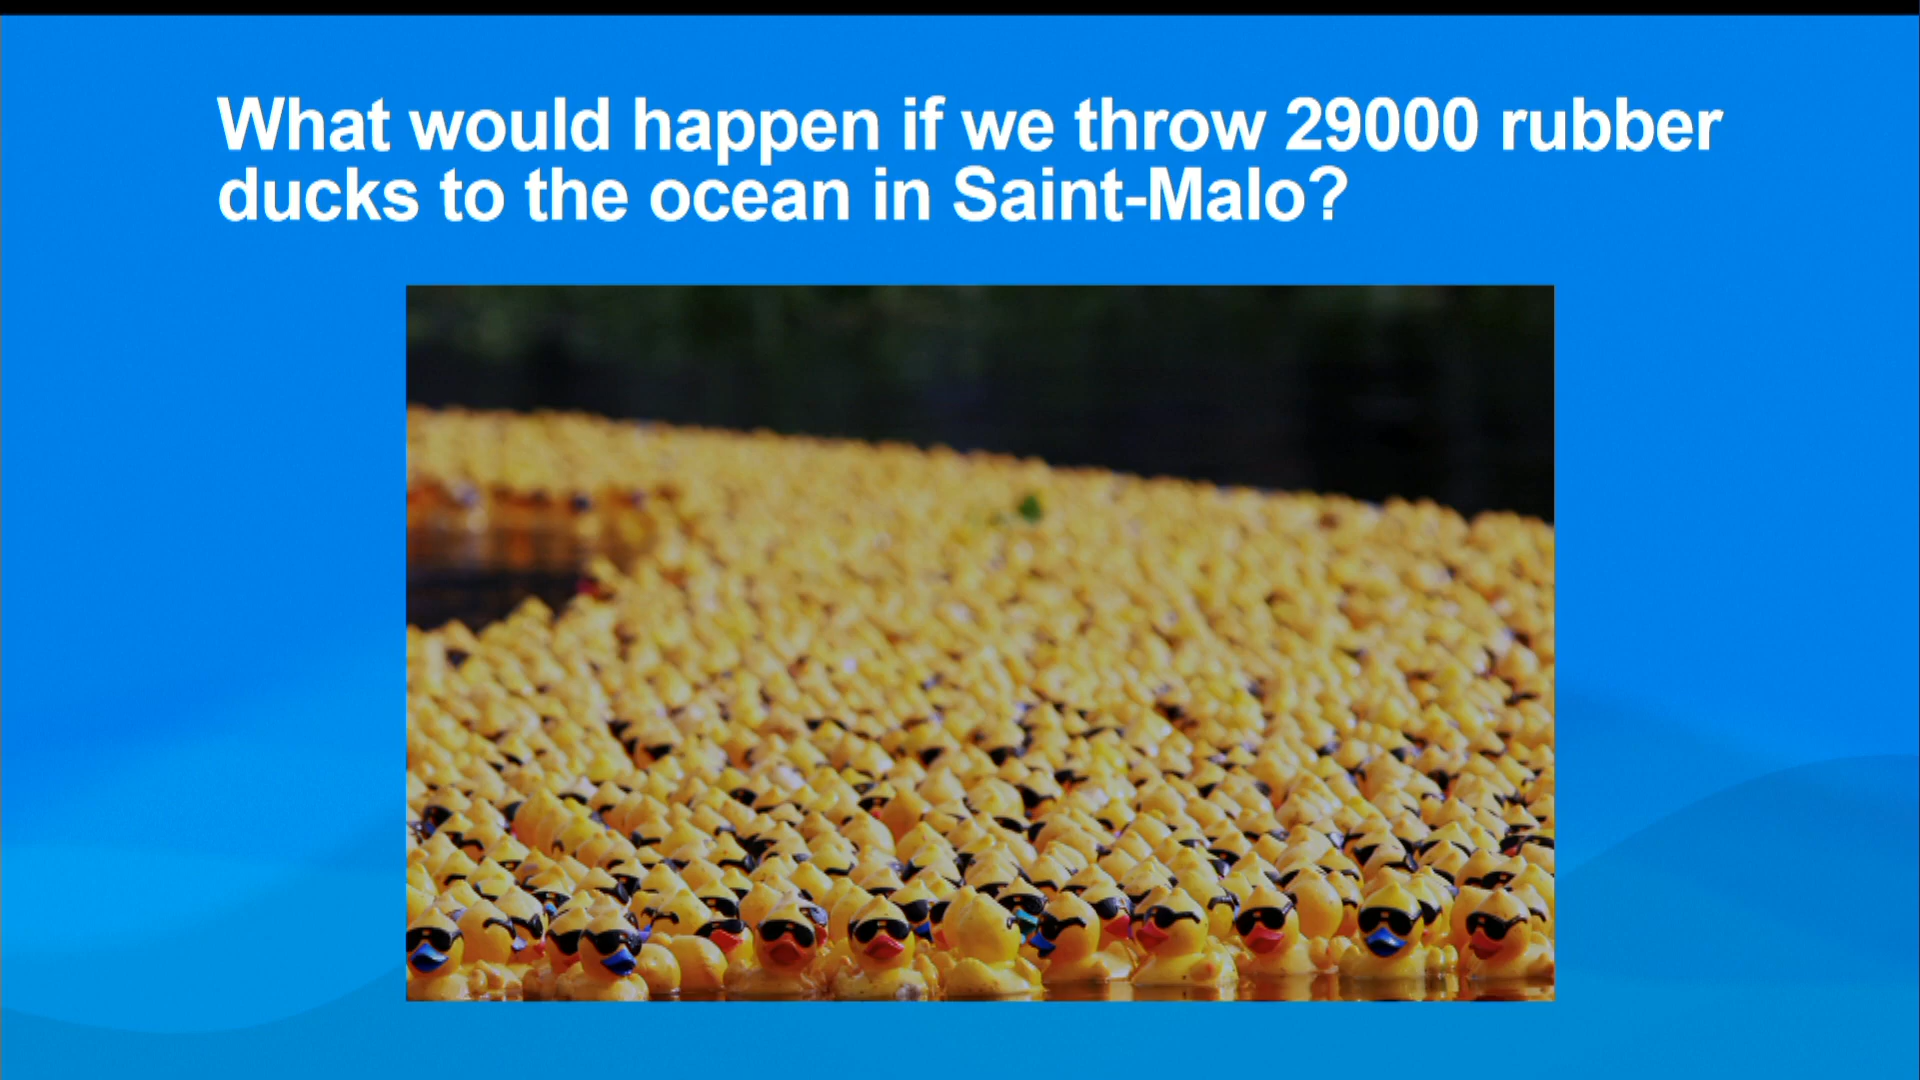 What would happen if we throw 29000 rubber
ducks to the ocean in Saint-Malo?